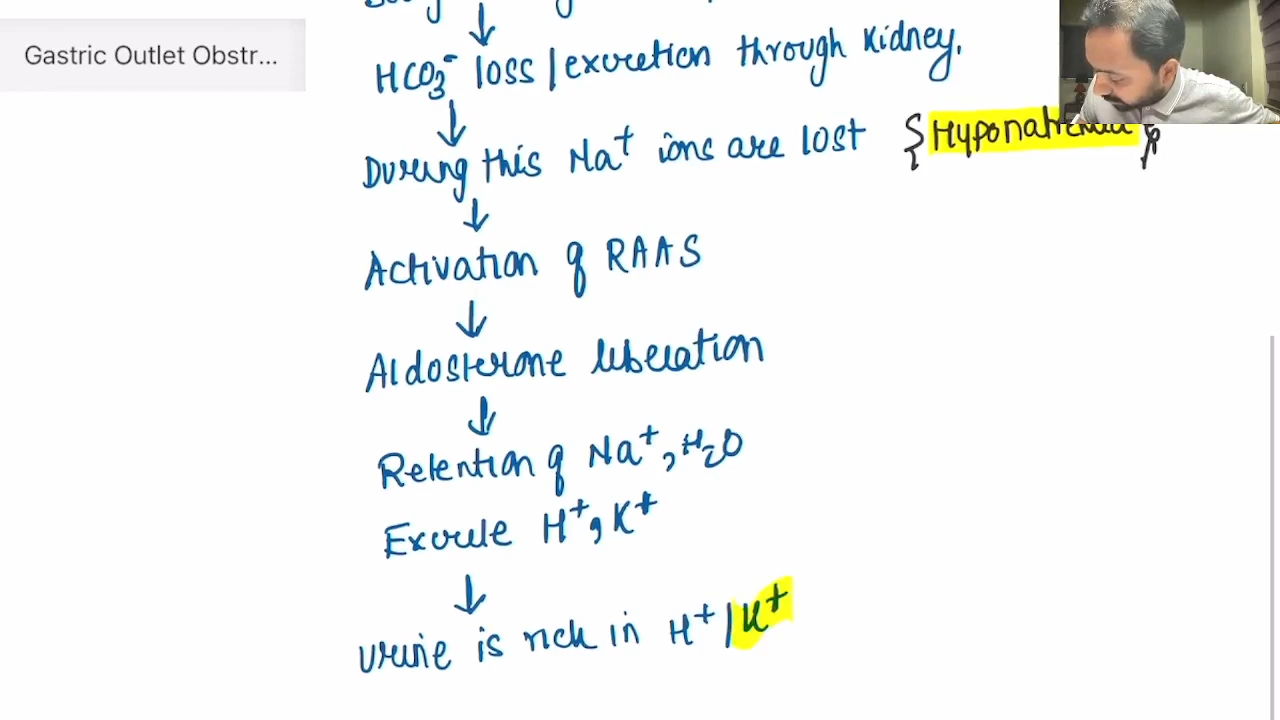 Gastric Outlet Obstr...
HCO3⁻ loss / excretion through kidney.
During this Na⁺ ions are lost {Hyponatremia}
Activation of RAAS
Aldosterone liberation
Retention of Na⁺, H₂O
Excrete H⁺, K⁺
Urine is rich in H⁺ / K⁺